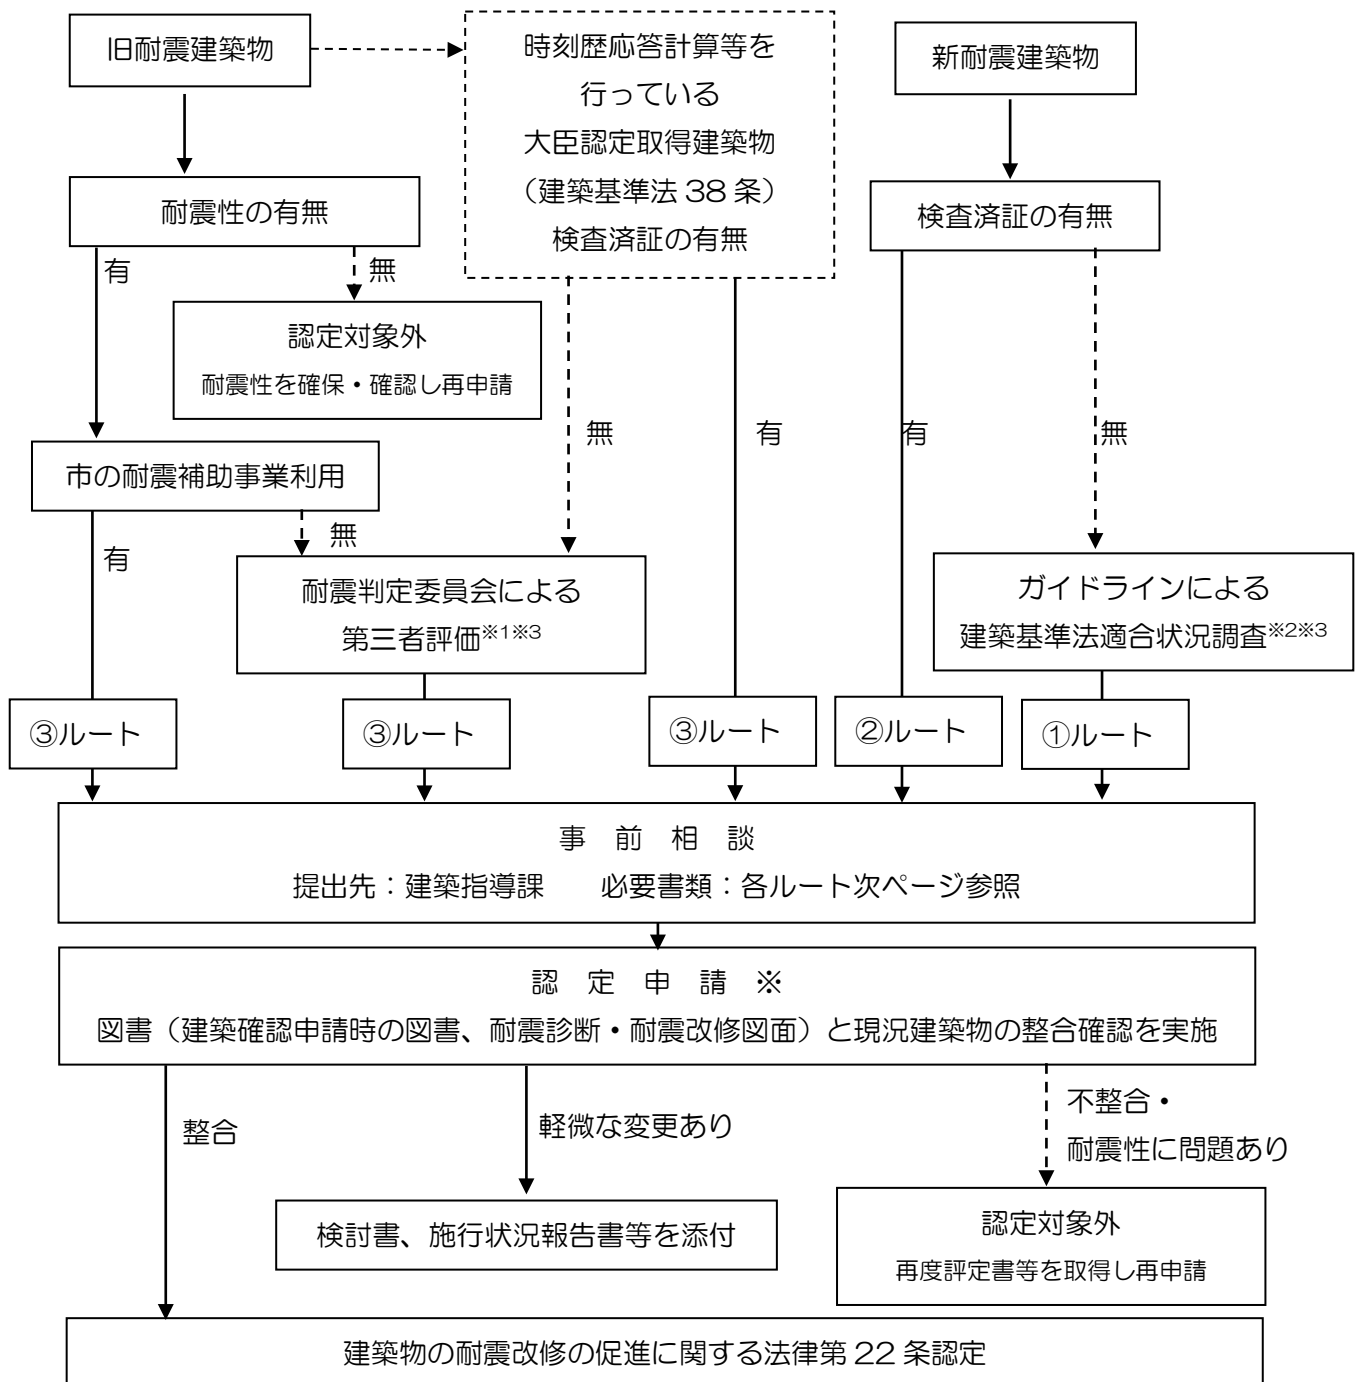 旧耐震建築物
時刻歴応答計算等を
行っている
大臣認定取得建築物
（建築基準法 38 条）
検査済証の有無
新耐震建築物
耐震性の有無
検査済証の有無
有
無
認定対象外
耐震性を確保・確認し再申請
無
有
有
無
市の耐震補助事業利用
有
無
耐震判定委員会による
第三者評価※1※3
ガイドラインによる
建築基準法適合状況調査※2※3
③ルート
③ルート
③ルート
②ルート
①ルート
事 前 相 談
提出先：建築指導課　　必要書類：各ルート次ページ参照
認 定 申 請 ※
図書（建築確認申請時の図書、耐震診断・耐震改修図面）と現況建築物の整合確認を実施
整合
軽微な変更あり
不整合・
耐震性に問題あり
検討書、施行状況報告書等を添付
認定対象外
再度評定書等を取得し再申請
建築物の耐震改修の促進に関する法律第 22 条認定